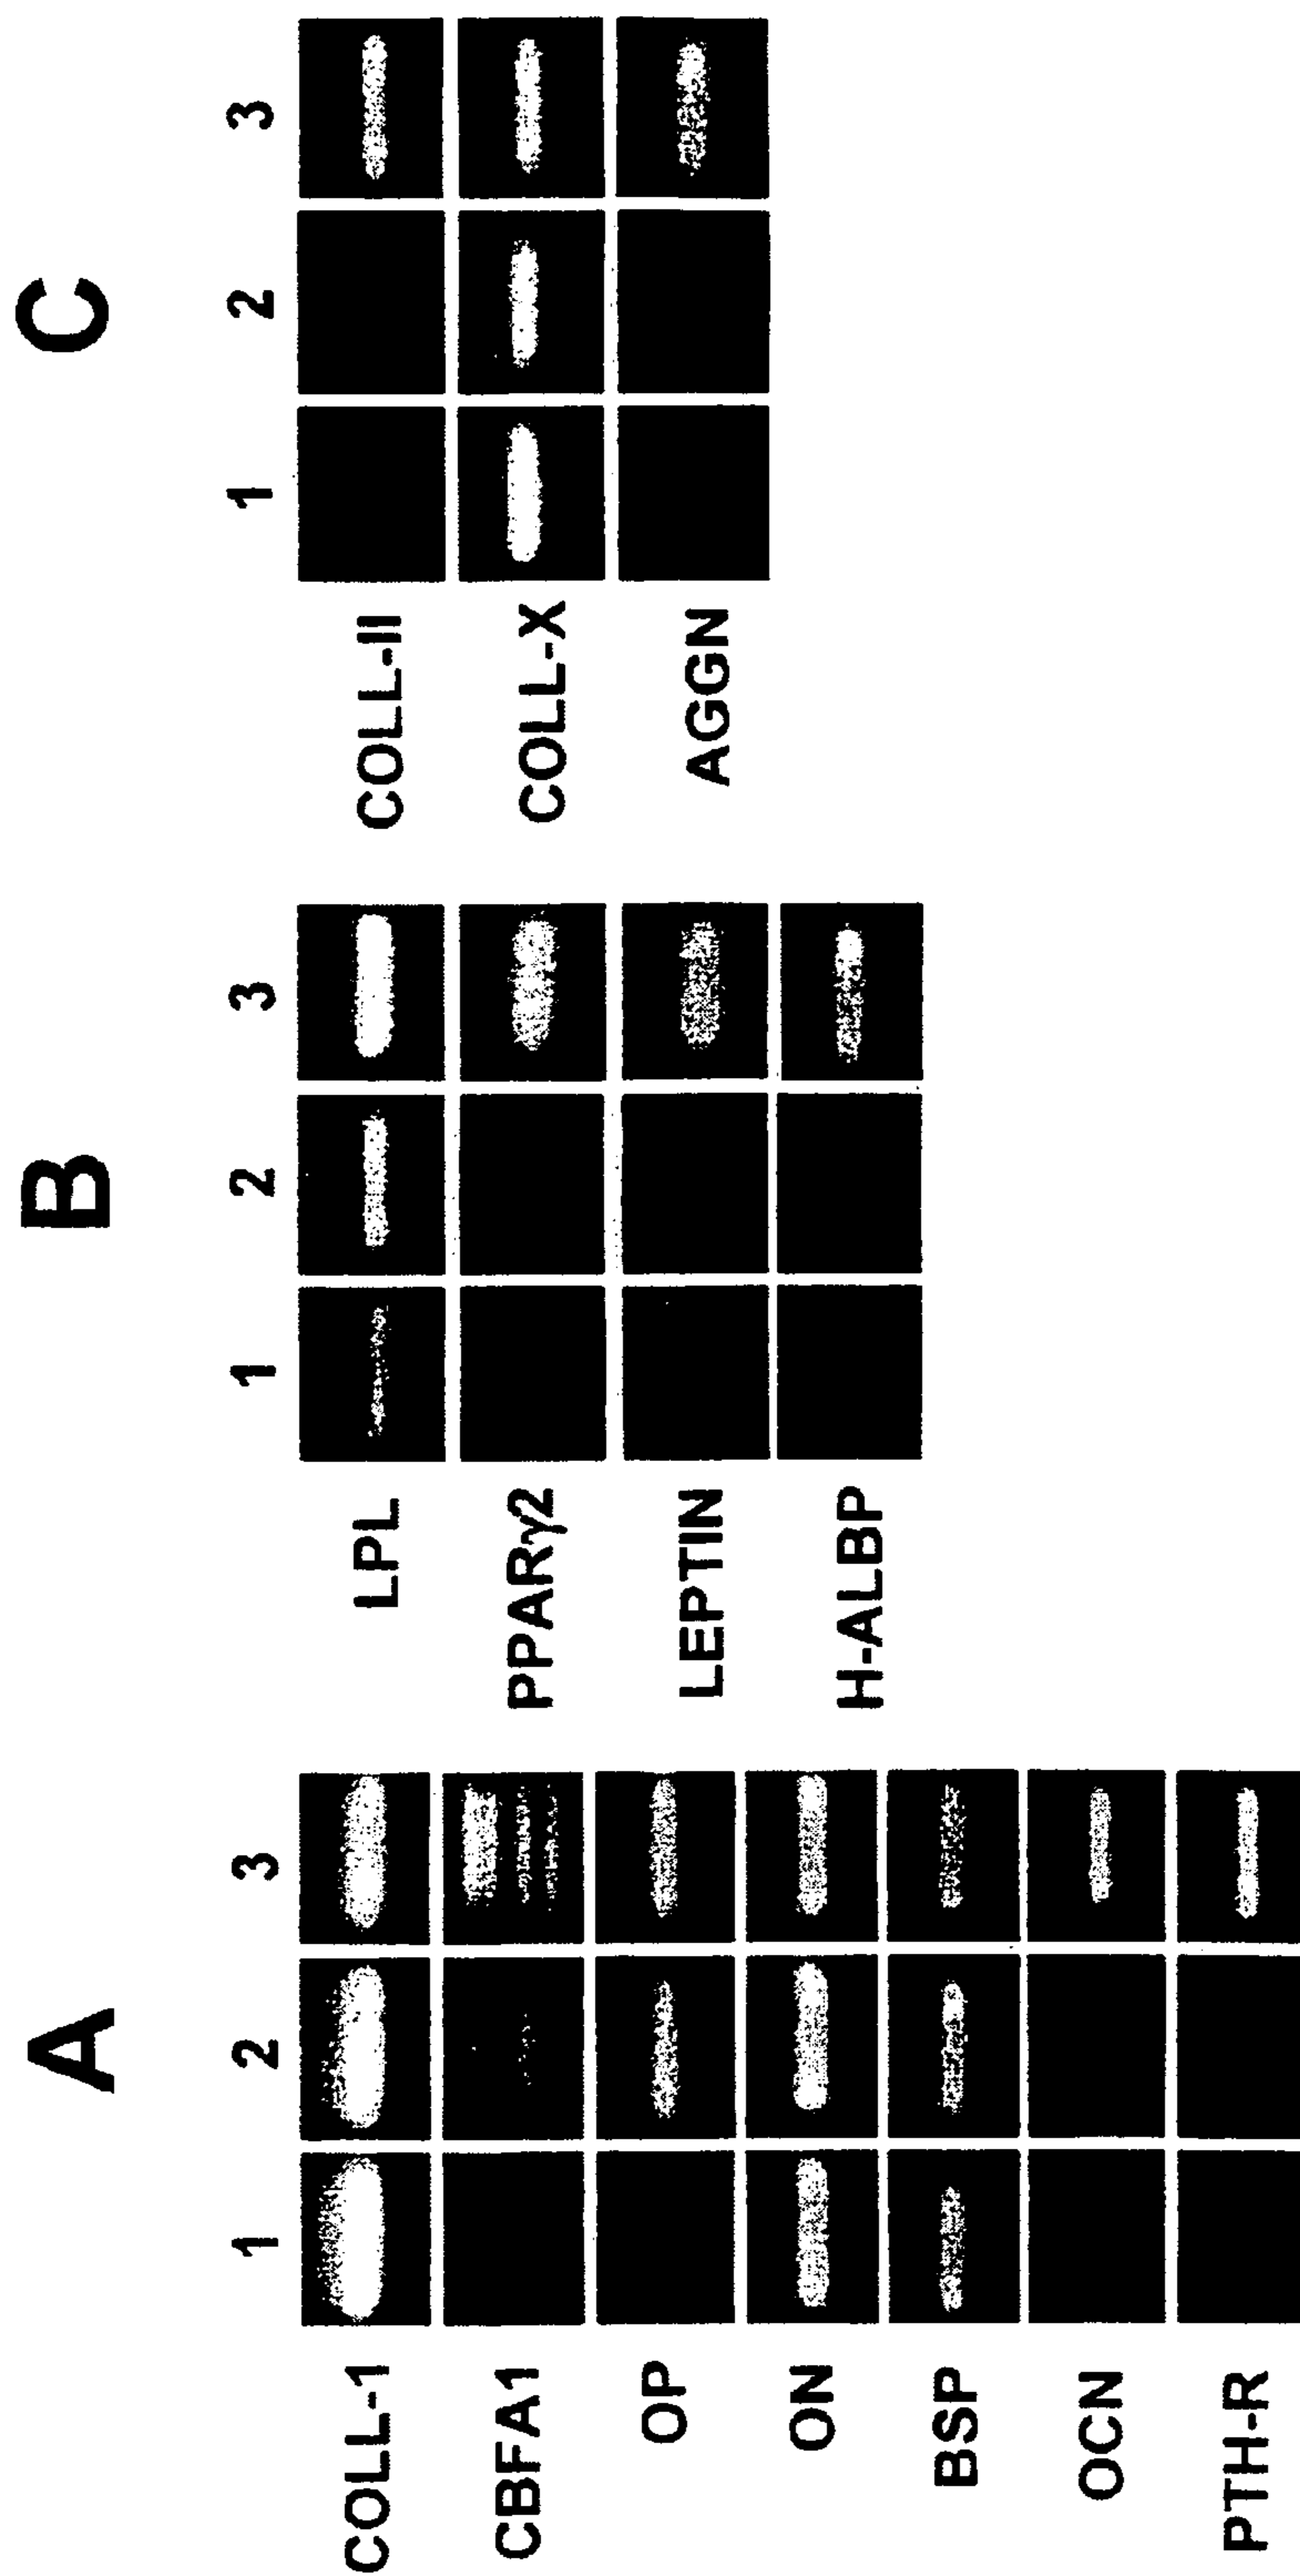 A
1 2 3
COLL-1
CBFA1
OP
ON
BSP
OCN
PTH-R
B
1 2 3
LPL
PPARγ2
LEPTIN
H-ALBP
C
1 2 3
COLL-II
COLL-X
AGGN